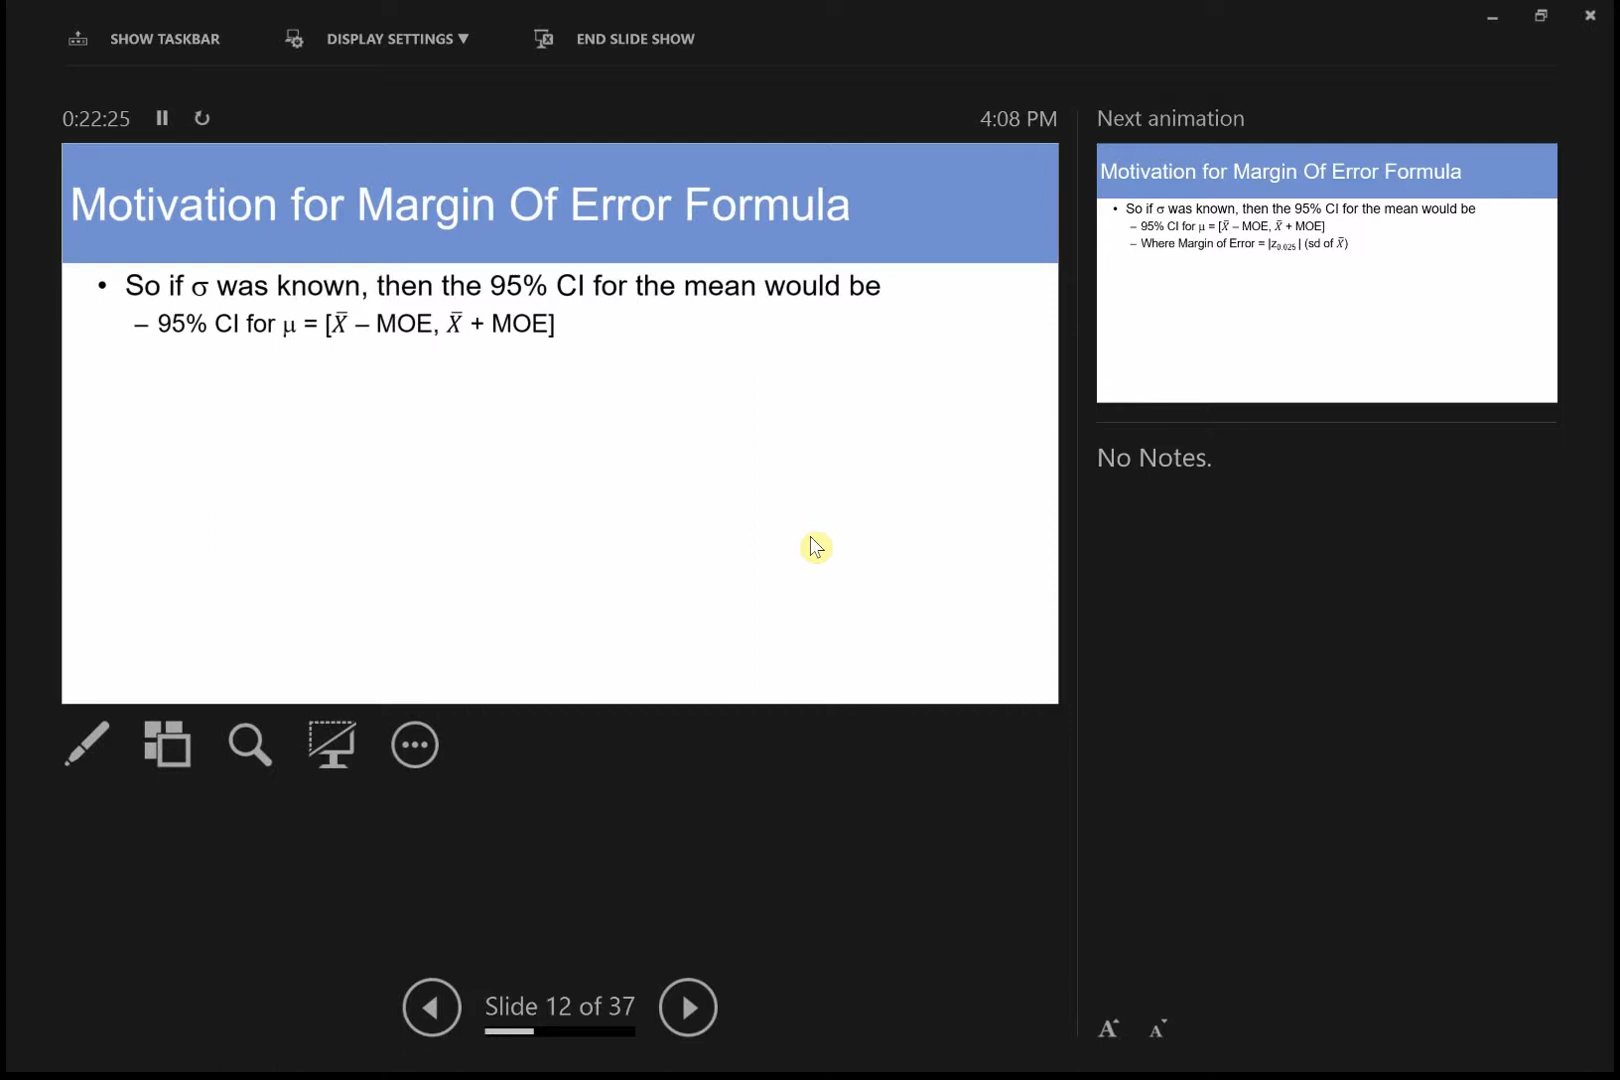 SHOW TASKBAR
DISPLAY SETTINGS ▼
END SLIDE SHOW
0:22:25
4:08 PM
Motivation for Margin Of Error Formula
• So if σ was known, then the 95% CI for the mean would be
– 95% CI for μ = [X̄ – MOE, X̄ + MOE]
Next animation
Motivation for Margin Of Error Formula
• So if σ was known, then the 95% CI for the mean would be
– 95% CI for μ = [X̄ – MOE, X̄ + MOE]
– Where Margin of Error = |z₀.₀₂₅| (sd of X̄)
No Notes.
Slide 12 of 37
A A